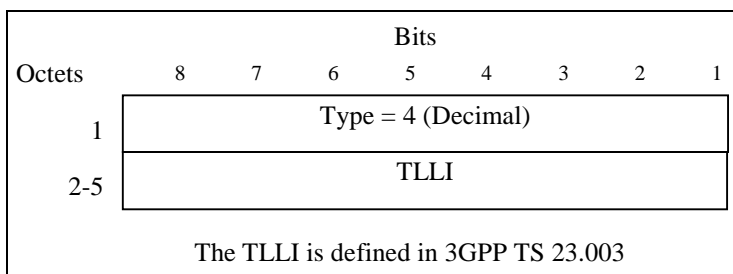 Bits
Octets 8 7 6 5 4 3 2 1
1 Type = 4 (Decimal)
2-5 TLLI
The TLLI is defined in 3GPP TS 23.003